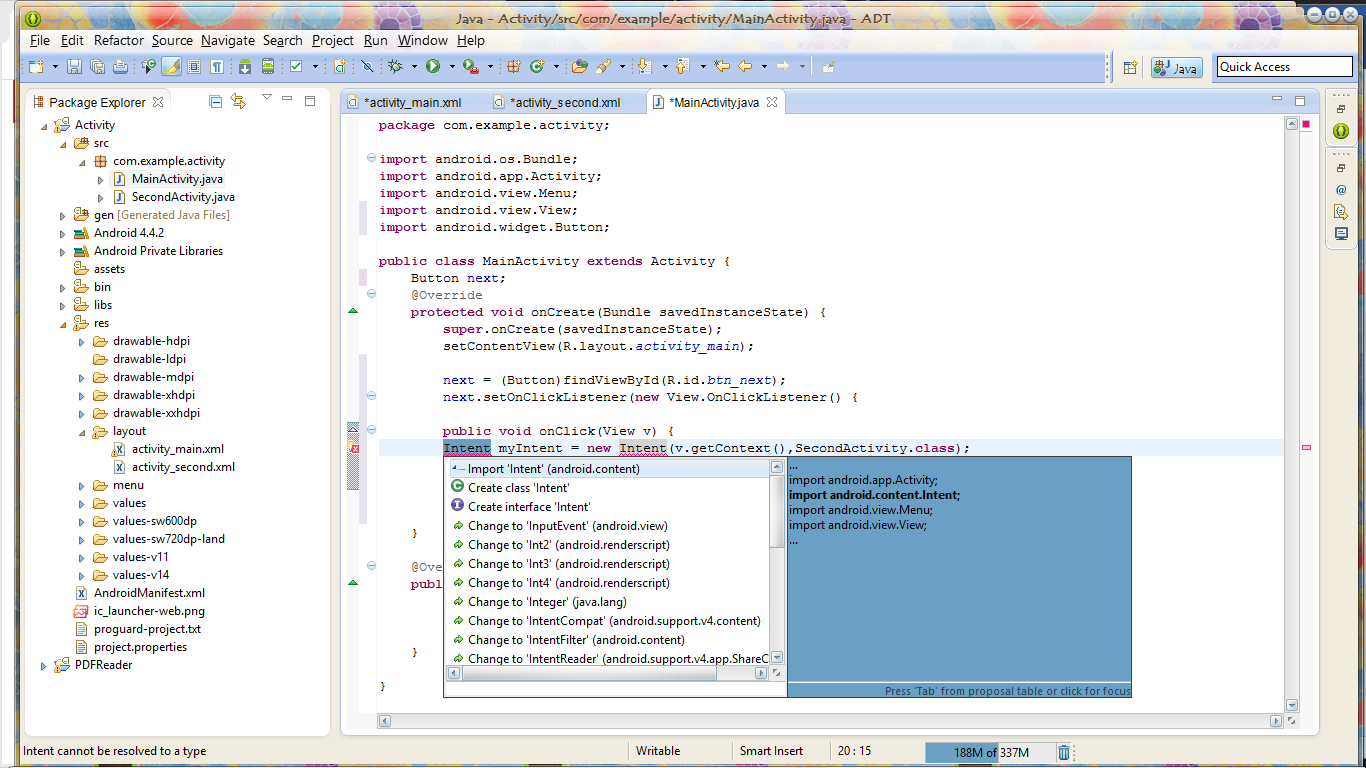 Java - Activity/src/com/example/activity/MainActivity.java - ADT
File Edit Refactor Source Navigate Search Project Run Window Help
Java
Quick Access
Package Explorer
Activity
src
com.example.activity
MainActivity.java
SecondActivity.java
gen [Generated Java Files]
Android 4.4.2
Android Private Libraries
assets
bin
libs
res
drawable-hdpi
drawable-ldpi
drawable-mdpi
drawable-xhdpi
drawable-xxhdpi
layout
activity_main.xml
activity_second.xml
menu
values
values-sw600dp
values-sw720dp-land
values-v11
values-v14
AndroidManifest.xml
ic_launcher-web.png
proguard-project.txt
project.properties
PDFReader
*activity_main.xml *activity_second.xml *MainActivity.java
package com.example.activity;
import android.os.Bundle;
import android.app.Activity;
import android.view.Menu;
import android.view.View;
import android.widget.Button;
public class MainActivity extends Activity {
Button next;
@Override
protected void onCreate(Bundle savedInstanceState) {
super.onCreate(savedInstanceState);
setContentView(R.layout.activity_main);
next = (Button)findViewById(R.id.btn_next);
next.setOnClickListener(new View.OnClickListener() {
public void onClick(View v) {
Intent myIntent = new Intent(v.getContext(),SecondActivity.class);
}
@Ove
publ
}
}
Import 'Intent' (android.content)
Create class 'Intent'
Create interface 'Intent'
Change to 'InputEvent' (android.view)
Change to 'Int2' (android.renderscript)
Change to 'Int3' (android.renderscript)
Change to 'Int4' (android.renderscript)
Change to 'Integer' (java.lang)
Change to 'IntentCompat' (android.support.v4.content)
Change to 'IntentFilter' (android.content)
Change to 'IntentReader' (android.support.v4.app.ShareC
...
import android.app.Activity;
import android.content.Intent;
import android.view.Menu;
import android.view.View;
...
Press 'Tab' from proposal table or click for focus
Intent cannot be resolved to a type
Writable
Smart Insert
20 : 15
188M of 337M